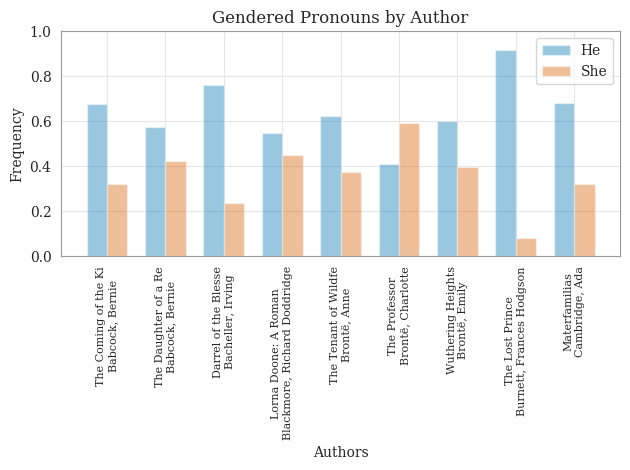 Gendered Pronouns by Author
He
She
Frequency
1.0
0.8
0.6
0.4
0.2
0.0
The Coming of the Ki
Babcock, Bernie
The Daughter of a Re
Babcock, Bernie
Darrel of the Blesse
Bacheller, Irving
Lorna Doone: A Roman
Blackmore, Richard Doddridge
The Tenant of Wildfe
Brontë, Anne
The Professor
Brontë, Charlotte
Wuthering Heights
Brontë, Emily
The Lost Prince
Burnett, Frances Hodgson
Materfamilias
Cambridge, Ada
Authors